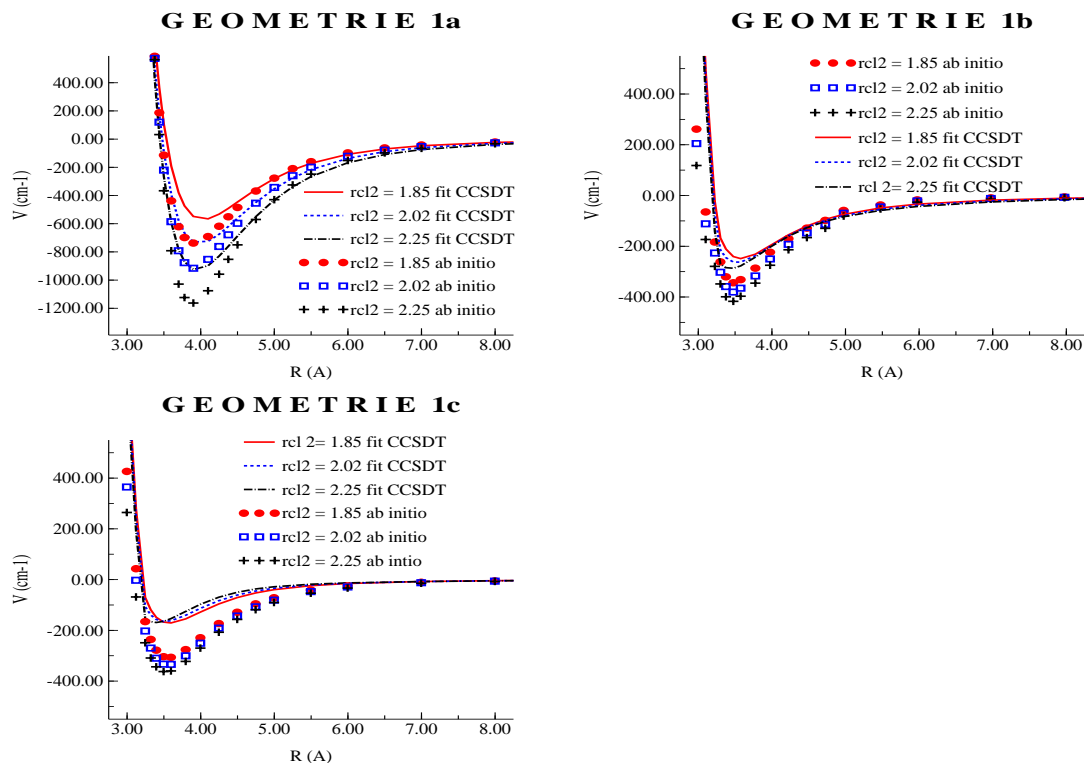 G E O M E T R I E 1a
400.00
200.00
0.00
-200.00
-400.00
-600.00
-800.00
-1000.00
-1200.00
V (cm-1)
rcl2 = 1.85 fit CCSDT
rcl2 = 2.02 fit CCSDT
rcl2 = 2.25 fit CCSDT
rcl2 = 1.85 ab initio
rcl2 = 2.02 ab initio
rcl2 = 2.25 ab initio
3.00 4.00 5.00 6.00 7.00 8.00
R (A)
G E O M E T R I E 1b
rcl2 = 1.85 ab initio
rcl2 = 2.02 ab initio
rcl2 = 2.25 ab initio
rcl2 = 1.85 fit CCSDT
rcl2 = 2.02 fit CCSDT
rcl 2= 2.25 fit CCSDT
400.00
200.00
0.00
-200.00
-400.00
V (cm-1)
3.00 4.00 5.00 6.00 7.00 8.00
R (A)
G E O M E T R I E 1c
rcl 2= 1.85 fit CCSDT
rcl2 = 2.02 fit CCSDT
rcl2 = 2.25 fit CCSDT
rcl2 = 1.85 ab initio
rcl2 = 2.02 ab initio
rcl2 = 2.25 ab intio
400.00
200.00
0.00
-200.00
-400.00
V (cm-1)
3.00 4.00 5.00 6.00 7.00 8.00
R (A)